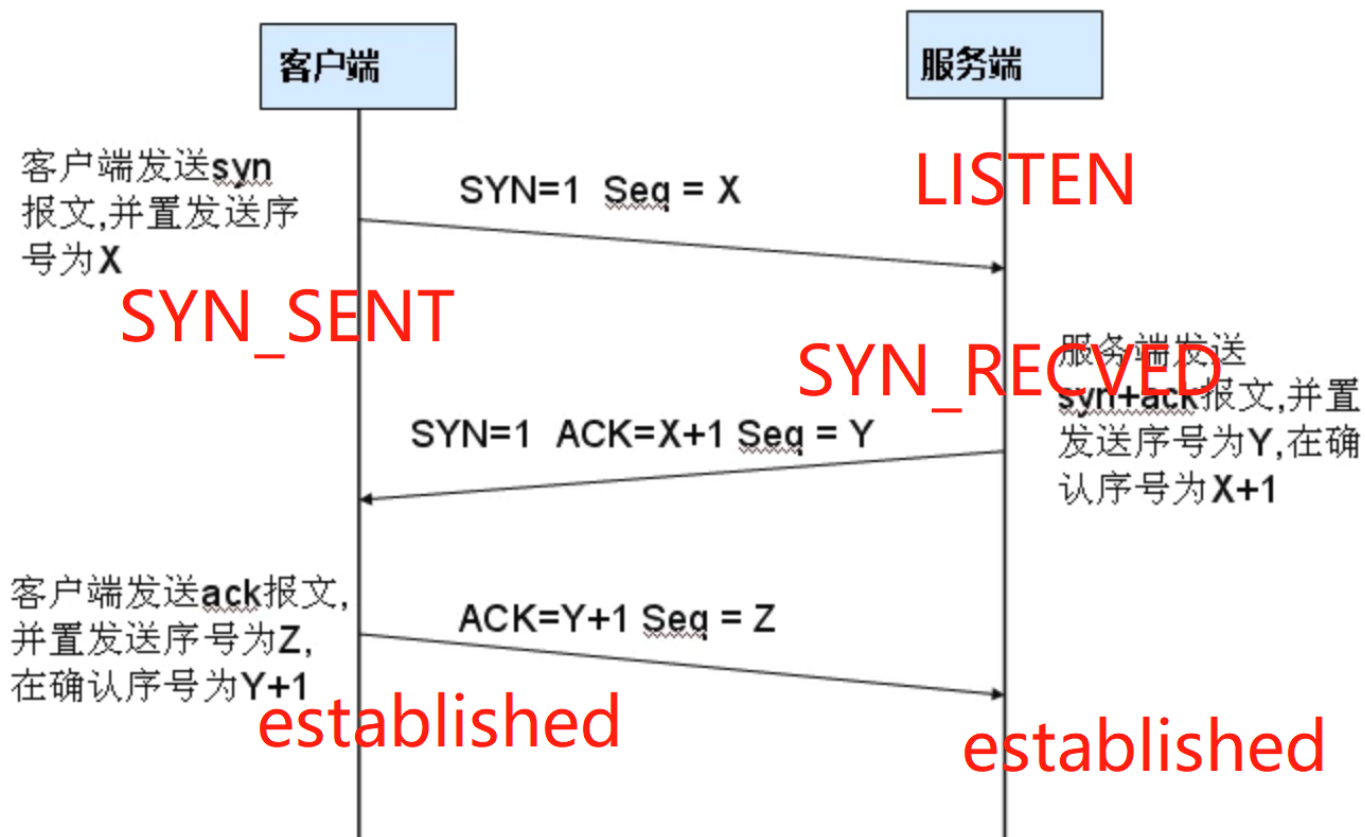 客户端
服务端
客户端发送syn
报文,并置发送序
号为X
SYN=1 Seq = X
LISTEN
SYN_SENT
SYN_RECVED
服务端发送
syn+ack报文,并置
发送序号为Y,在确
认序号为X+1
SYN=1 ACK=X+1 Seq = Y
客户端发送ack报文,
并置发送序号为Z,
在确认序号为Y+1
ACK=Y+1 Seq = Z
established
established